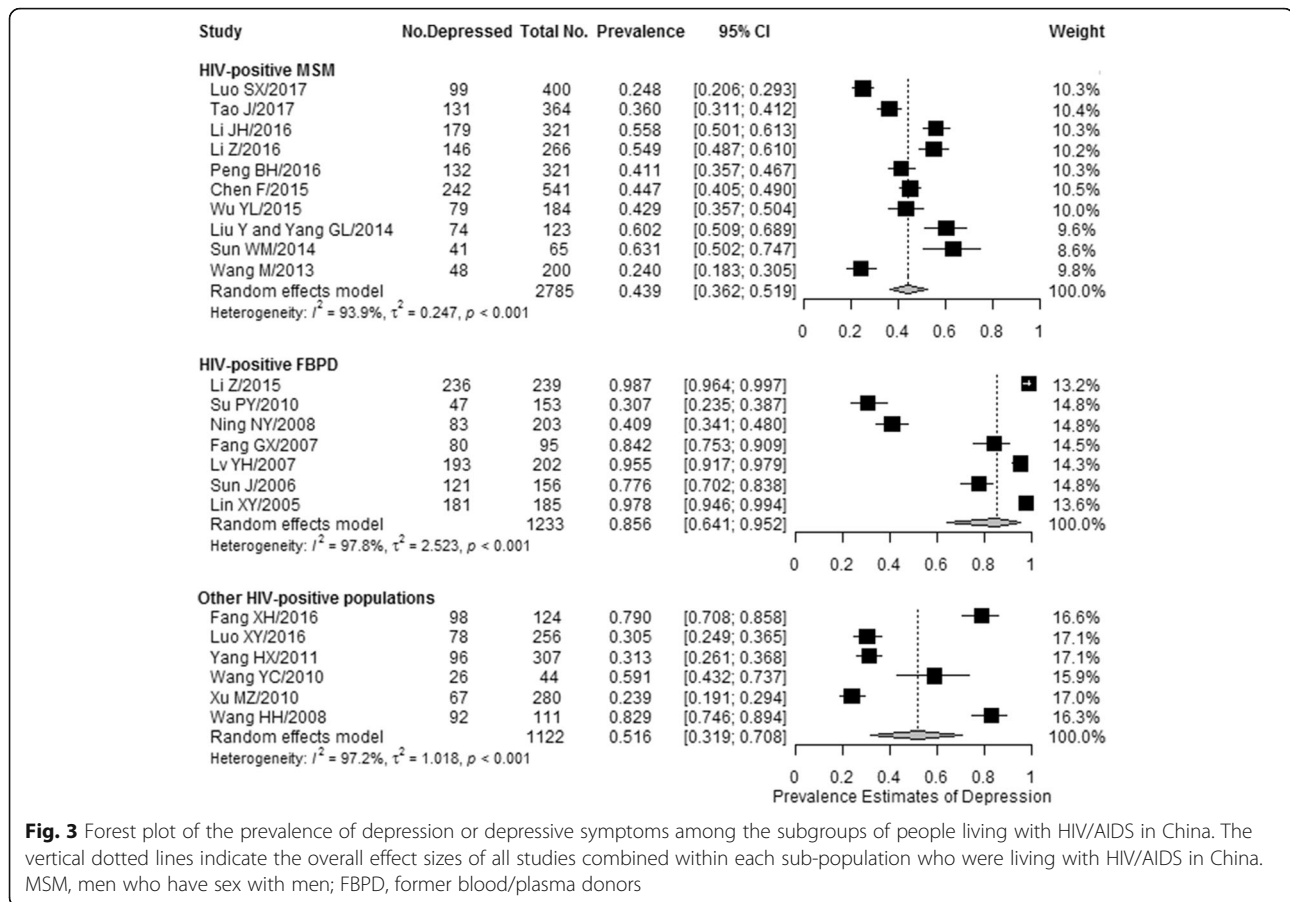 Study No.Depressed Total No. Prevalence 95% CI Weight
HIV-positive MSM
Luo SX/2017 99 400 0.248 [0.206; 0.293] 10.3%
Tao J/2017 131 364 0.360 [0.311; 0.412] 10.4%
Li JH/2016 179 321 0.558 [0.501; 0.613] 10.3%
Li Z/2016 146 266 0.549 [0.487; 0.610] 10.2%
Peng BH/2016 132 321 0.411 [0.357; 0.467] 10.3%
Chen F/2015 242 541 0.447 [0.405; 0.490] 10.5%
Wu YL/2015 79 184 0.429 [0.357; 0.504] 10.0%
Liu Y and Yang GL/2014 74 123 0.602 [0.509; 0.689] 9.6%
Sun WM/2014 41 65 0.631 [0.502; 0.747] 8.6%
Wang M/2013 48 200 0.240 [0.183; 0.305] 9.8%
Random effects model 2785 0.439 [0.362; 0.519] 100.0%
Heterogeneity: I² = 93.9%, τ² = 0.247, p < 0.001
0 0.2 0.4 0.6 0.8 1
HIV-positive FBPD
Li Z/2015 236 239 0.987 [0.964; 0.997] 13.2%
Su PY/2010 47 153 0.307 [0.235; 0.387] 14.8%
Ning NY/2008 83 203 0.409 [0.341; 0.480] 14.8%
Fang GX/2007 80 95 0.842 [0.753; 0.909] 14.5%
Lv YH/2007 193 202 0.955 [0.917; 0.979] 14.3%
Sun J/2006 121 156 0.776 [0.702; 0.838] 14.8%
Lin XY/2005 181 185 0.978 [0.946; 0.994] 13.6%
Random effects model 1233 0.856 [0.641; 0.952] 100.0%
Heterogeneity: I² = 97.8%, τ² = 2.523, p < 0.001
0 0.2 0.4 0.6 0.8 1
Other HIV-positive populations
Fang XH/2016 98 124 0.790 [0.708; 0.858] 16.6%
Luo XY/2016 78 256 0.305 [0.249; 0.365] 17.1%
Yang HX/2011 96 307 0.313 [0.261; 0.368] 17.1%
Wang YC/2010 26 44 0.591 [0.432; 0.737] 15.9%
Xu MZ/2010 67 280 0.239 [0.191; 0.294] 17.0%
Wang HH/2008 92 111 0.829 [0.746; 0.894] 16.3%
Random effects model 1122 0.516 [0.319; 0.708] 100.0%
Heterogeneity: I² = 97.2%, τ² = 1.018, p < 0.001
0 0.2 0.4 0.6 0.8 1
Prevalence Estimates of Depression
Fig. 3 Forest plot of the prevalence of depression or depressive symptoms among the subgroups of people living with HIV/AIDS in China. The
vertical dotted lines indicate the overall effect sizes of all studies combined within each sub-population who were living with HIV/AIDS in China.
MSM, men who have sex with men; FBPD, former blood/plasma donors